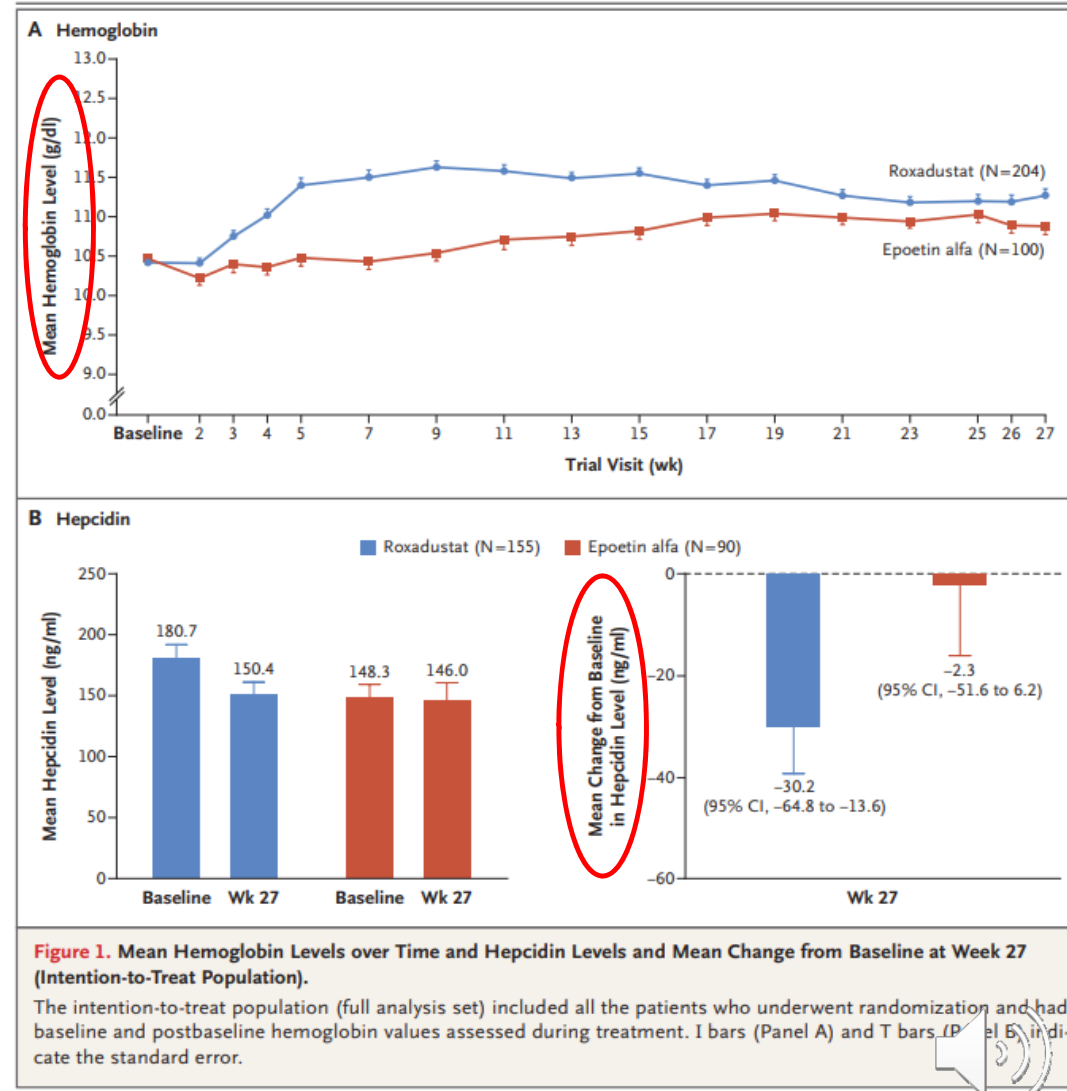 A Hemoglobin
Mean Hemoglobin Level (g/dl)
13.0
12.5
12.0
11.5
11.0
10.5
10.0
9.5
9.0
0.0
Roxadustat (N=204)
Epoetin alfa (N=100)
Baseline 2 3 4 5 7 9 11 13 15 17 19 21 23 25 26 27
Trial Visit (wk)
B Hepcidin
Roxadustat (N=155) Epoetin alfa (N=90)
Mean Hepcidin Level (ng/ml)
250
200
150
100
50
0
180.7
150.4
148.3
146.0
Baseline Wk 27 Baseline Wk 27
Mean Change from Baseline
in Hepcidin Level (ng/ml)
0
−20
−40
−60
−30.2
(95% CI, −64.8 to −13.6)
−2.3
(95% CI, −51.6 to 6.2)
Wk 27
Figure 1. Mean Hemoglobin Levels over Time and Hepcidin Levels and Mean Change from Baseline at Week 27
(Intention-to-Treat Population).
The intention-to-treat population (full analysis set) included all the patients who underwent randomization and had
baseline and postbaseline hemoglobin values assessed during treatment. I bars (Panel A) and T bars (Panel B) indi-
cate the standard error.